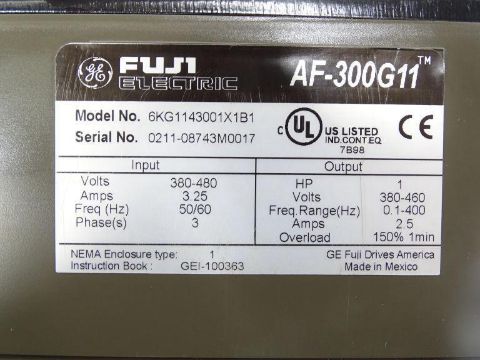 GE FUJI ELECTRIC AF-300G11™
Model No. 6KG1143001X1B1
Serial No. 0211-08743M0017
C UL US LISTED
IND.CONT.EQ
7B98
Input
Volts 380-480
Amps 3.25
Freq (Hz) 50/60
Phase(s) 3
Output
HP 1
Volts 380-460
Freq.Range(Hz) 0.1-400
Amps 2.5
Overload 150% 1min
NEMA Enclosure type: 1
Instruction Book : GEI-100363
GE Fuji Drives America
Made in Mexico